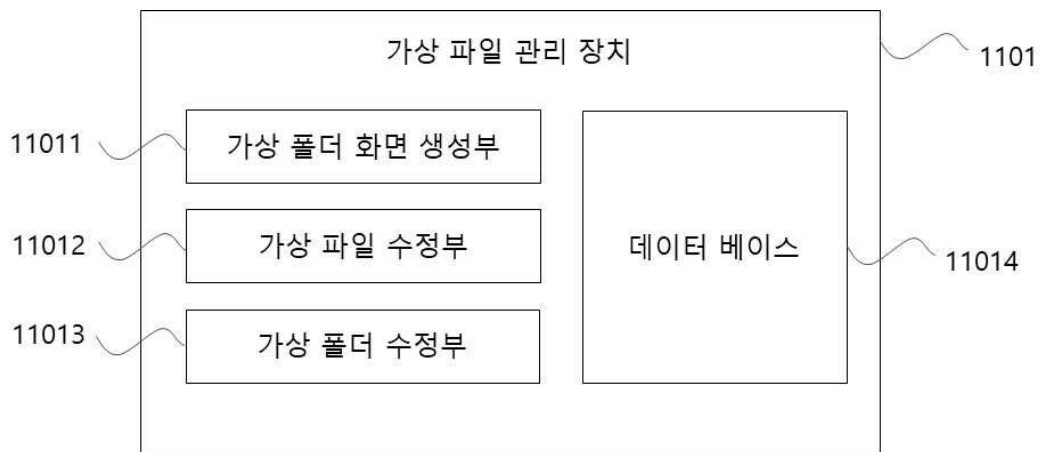 가상 파일 관리 장치
1101
11011
가상 폴더 화면 생성부
11012
가상 파일 수정부
데이터 베이스
11014
11013
가상 폴더 수정부